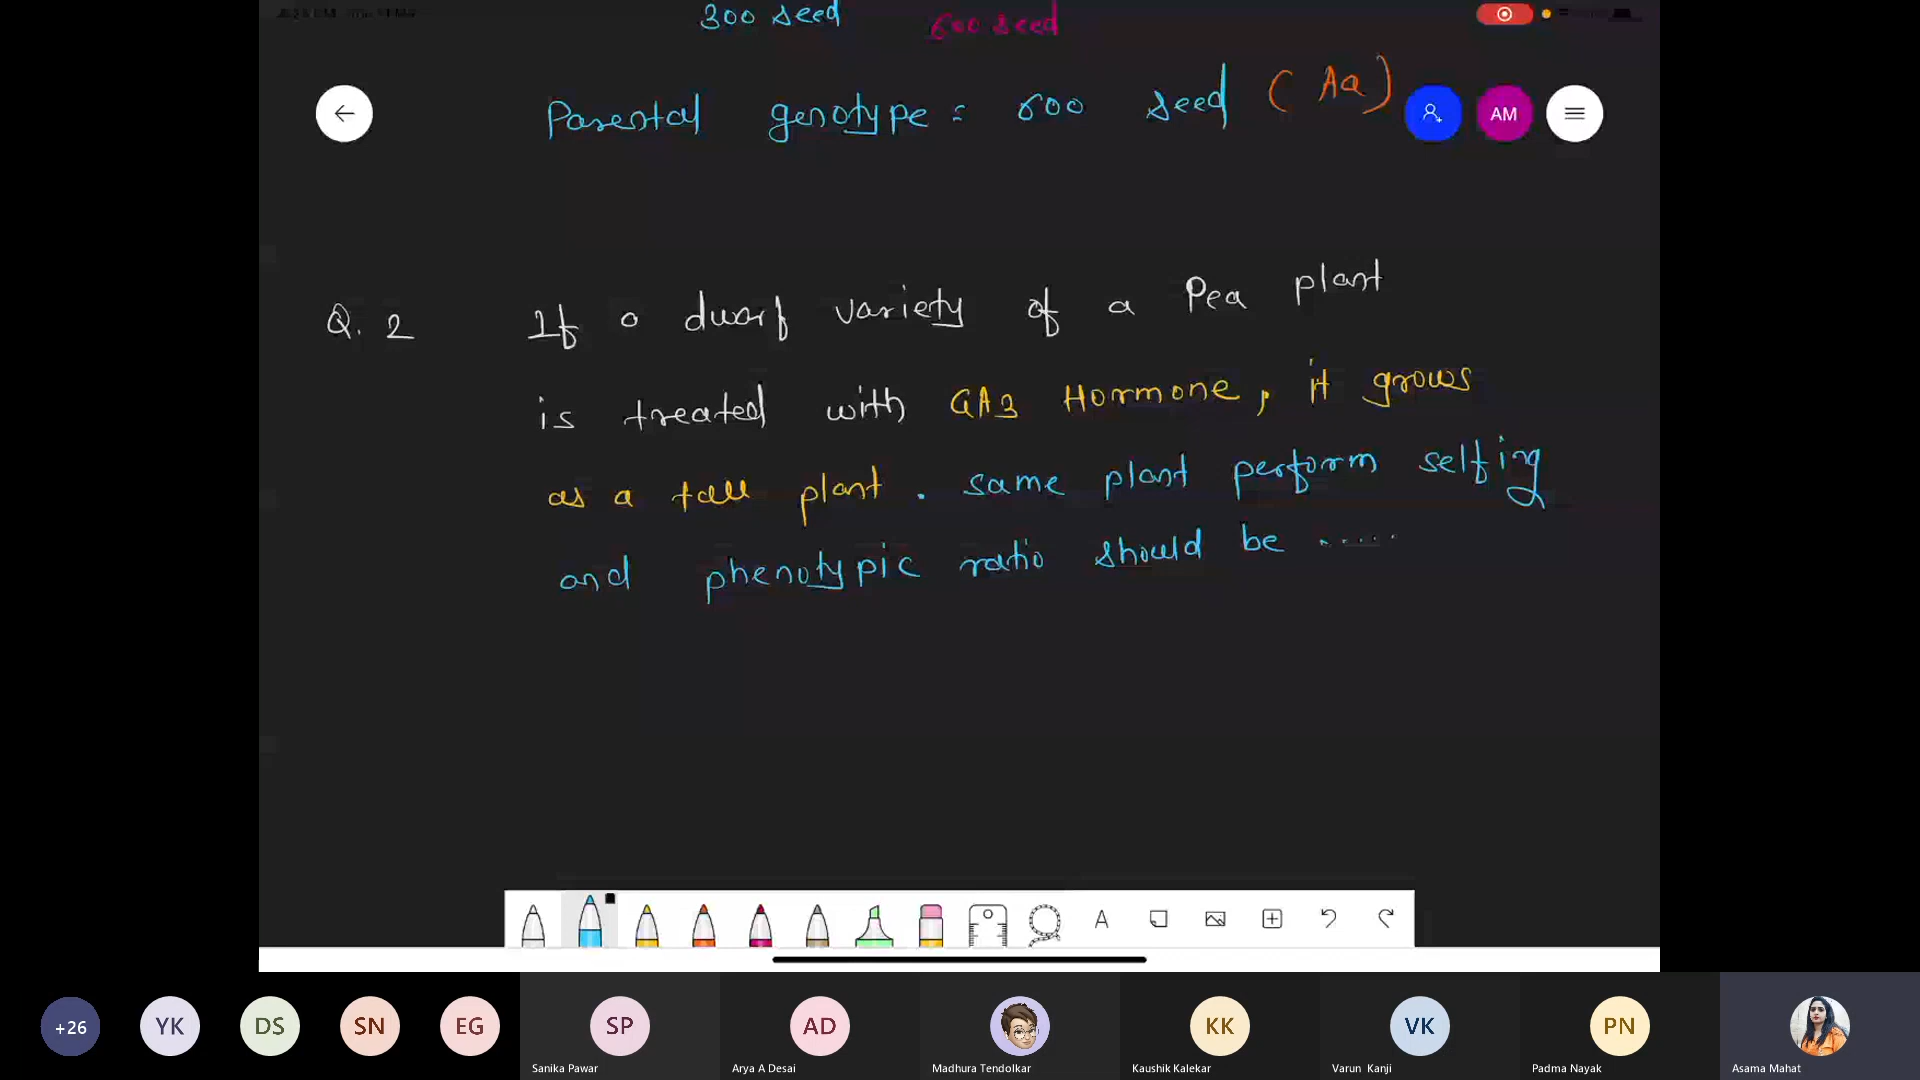 300 seed 600 seed
Parental genotype = 600 seed (Aa)
AM
Q. 2 If a dwarf variety of a Pea plant
is treated with GA3 Hormone, it grows
as a tall plant. same plant perform selfing
and phenotypic ratio should be .....
A
+26 YK DS SN EG SP AD KK VK PN
Sanika Pawar Arya A Desai Madhura Tendolkar Kaushik Kalekar Varun Kanji Padma Nayak Asama Mahat